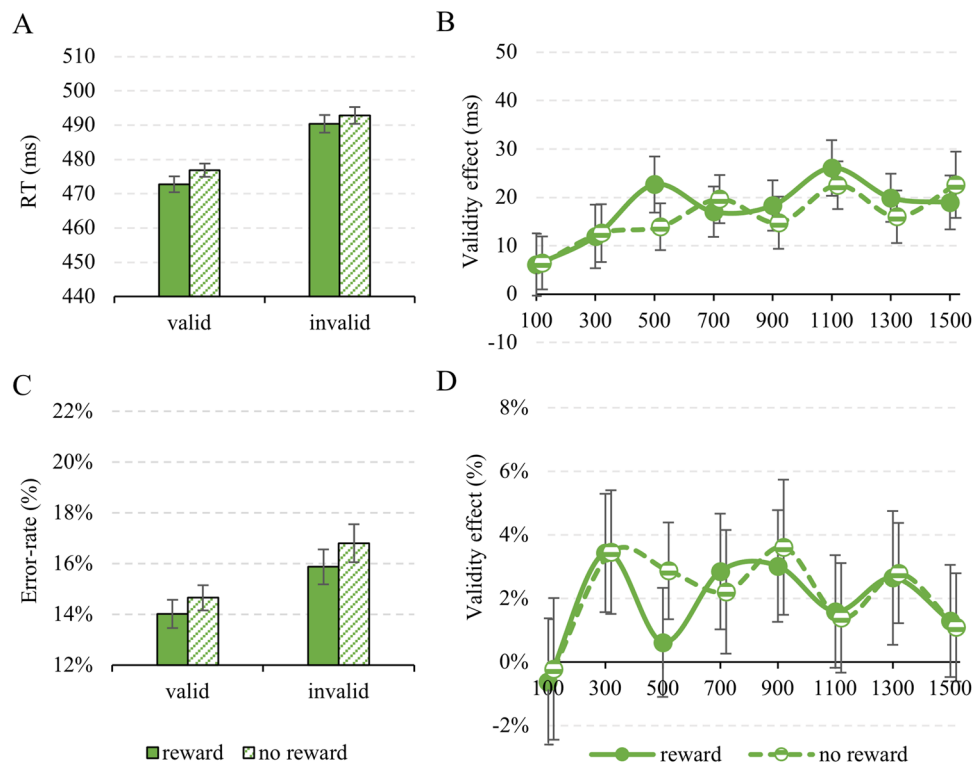 A
510
500
490
480
470
460
450
440
RT (ms)
valid
invalid
B
50
40
30
20
10
0
-10
Validity effect (ms)
100
300
500
700
900
1100
1300
1500
C
22%
20%
18%
16%
14%
12%
Error-rate (%)
valid
invalid
reward
no reward
D
8%
6%
4%
2%
0%
-2%
Validity effect (%)
100
300
500
700
900
1100
1300
1500
reward
no reward